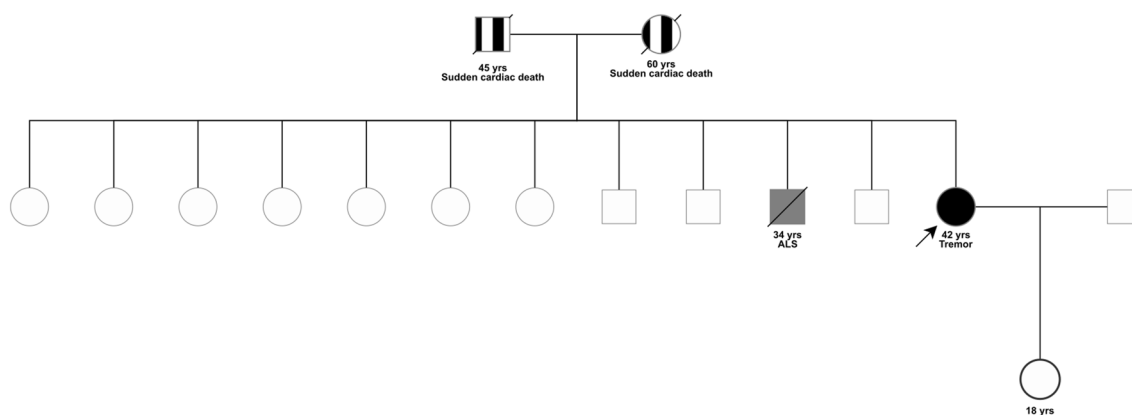 45 yrs
Sudden cardiac death
60 yrs
Sudden cardiac death
34 yrs
ALS
42 yrs
Tremor
18 yrs